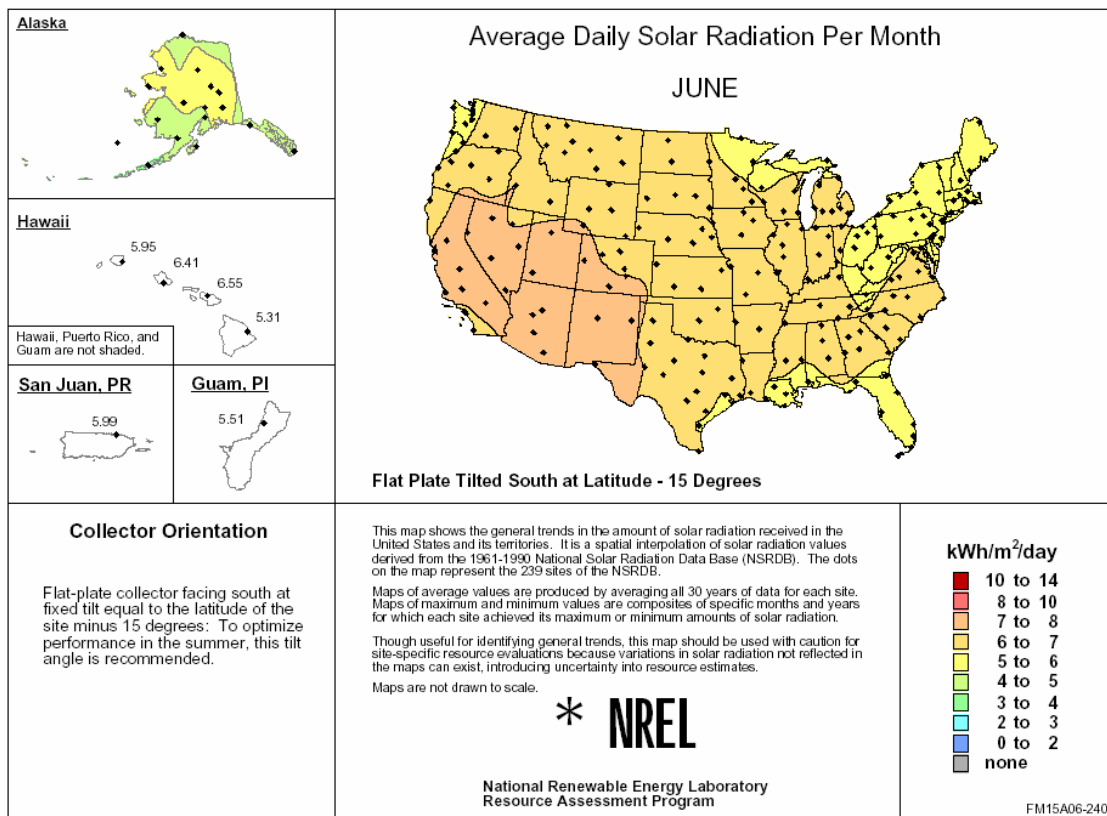 Alaska
Average Daily Solar Radiation Per Month
JUNE
Hawaii
5.95
6.41
6.55
5.31
Hawaii, Puerto Rico, and
Guam are not shaded.
San Juan, PR
5.99
Guam, PI
5.51
Flat Plate Tilted South at Latitude - 15 Degrees
Collector Orientation
Flat-plate collector facing south at
fixed tilt equal to the latitude of the
site minus 15 degrees: To optimize
performance in the summer, this tilt
angle is recommended.
This map shows the general trends in the amount of solar radiation received in the
United States and its territories. It is a spatial interpolation of solar radiation values
derived from the 1961-1990 National Solar Radiation Data Base (NSRDB). The dots
on the map represent the 239 sites of the NSRDB.
Maps of average values are produced by averaging all 30 years of data for each site.
Maps of maximum and minimum values are composites of specific months and years
for which each site achieved its maximum or minimum amounts of solar radiation.
Though useful for identifying general trends, this map should be used with caution for
site-specific resource evaluations because variations in solar radiation not reflected in
the maps can exist, introducing uncertainty into resource estimates.
Maps are not drawn to scale.
* NREL
National Renewable Energy Laboratory
Resource Assessment Program
kWh/m²/day
10 to 14
8 to 10
7 to 8
6 to 7
5 to 6
4 to 5
3 to 4
2 to 3
0 to 2
none
FM15A06-240